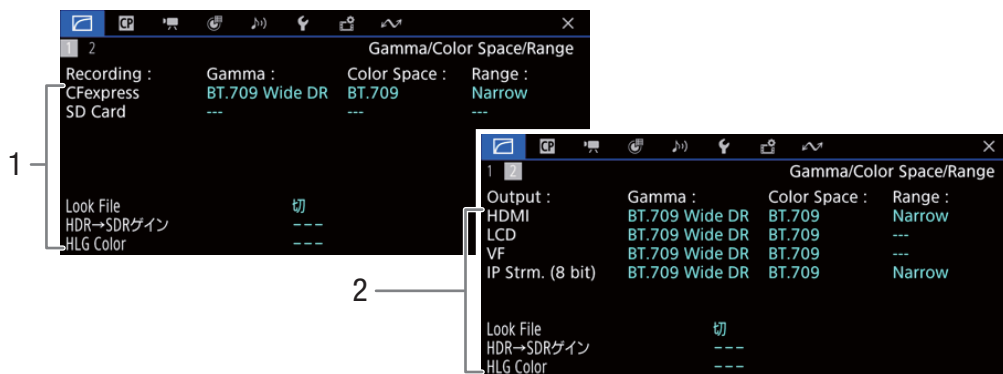 CP
1 2
Gamma/Color Space/Range
Recording : Gamma : Color Space : Range :
CFexpress BT.709 Wide DR BT.709 Narrow
SD Card --- --- ---
1
Look File 切
HDR→SDRゲイン ---
HLG Color ---
CP
1 2
Gamma/Color Space/Range
Output : Gamma : Color Space : Range :
HDMI BT.709 Wide DR BT.709 Narrow
LCD BT.709 Wide DR BT.709 ---
VF BT.709 Wide DR BT.709 ---
IP Strm. (8 bit) BT.709 Wide DR BT.709 Narrow
2
Look File 切
HDR→SDRゲイン ---
HLG Color ---